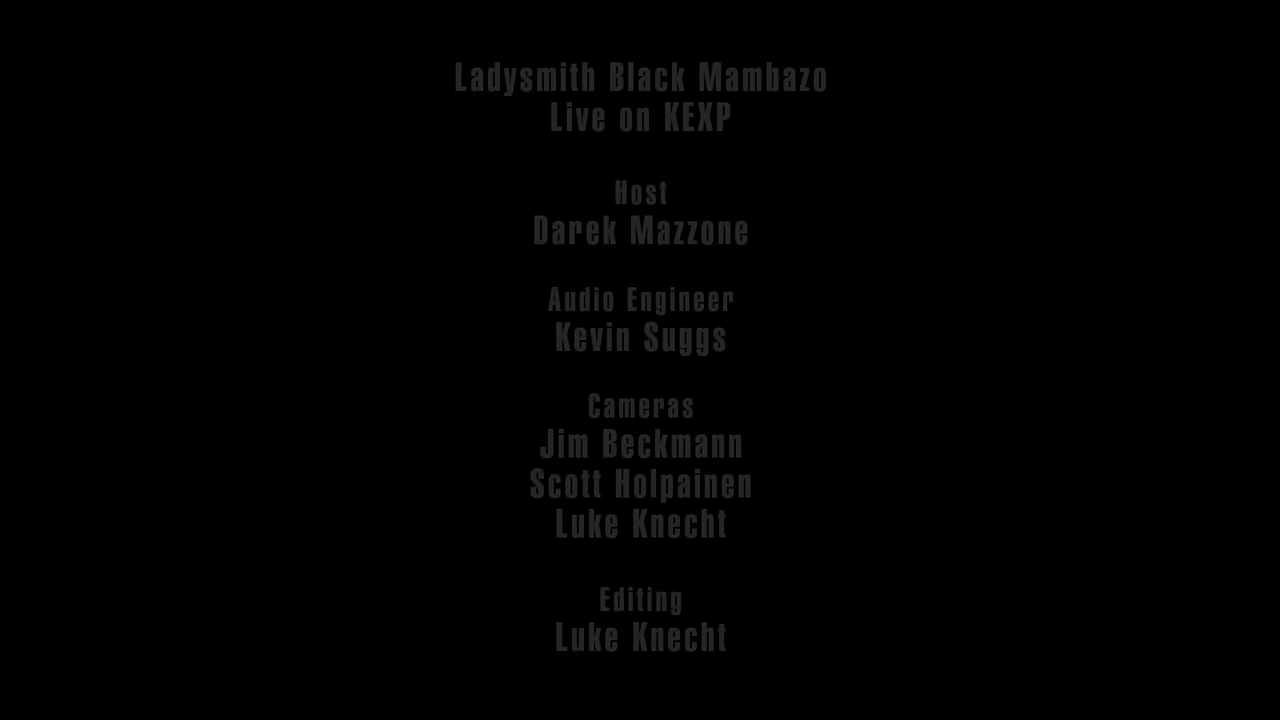 Ladysmith Black Mambazo
Live on KEXP
Host
Darek Mazzone
Audio Engineer
Kevin Suggs
Cameras
Jim Beckmann
Scott Holpainen
Luke Knecht
Editing
Luke Knecht